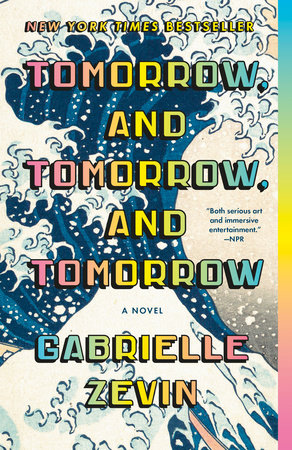 NEW YORK TIMES BESTSELLER
TOMORROW,
AND
TOMORROW,
AND
TOMORROW
"Both serious art
and immersive
entertainment."
—NPR
A NOVEL
GABRIELLE
ZEVIN